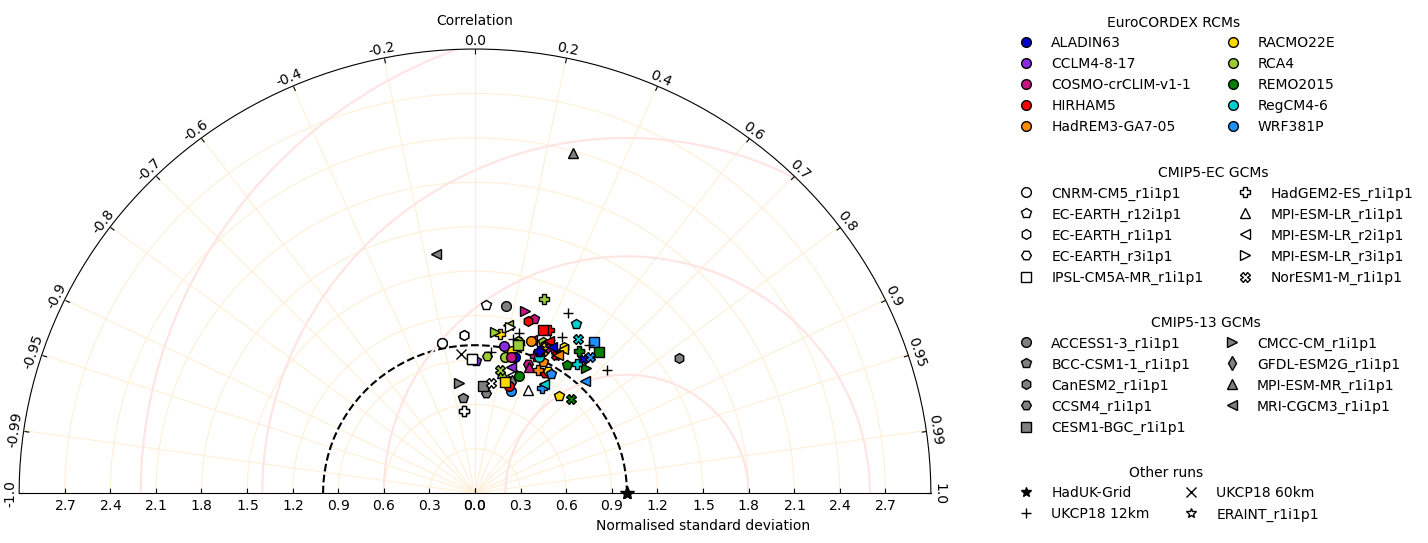 Correlation
-1.0
-0.99
-0.95
-0.9
-0.8
-0.7
-0.6
-0.4
-0.2
0.0
0.2
0.4
0.6
0.7
0.8
0.9
0.95
0.99
1.0
2.7 2.4 2.1 1.8 1.5 1.2 0.9 0.6 0.3 0.0 0.3 0.6 0.9 1.2 1.5 1.8 2.1 2.4 2.7
Normalised standard deviation
EuroCORDEX RCMs
ALADIN63 RACMO22E
CCLM4-8-17 RCA4
COSMO-crCLIM-v1-1 REMO2015
HIRHAM5 RegCM4-6
HadREM3-GA7-05 WRF381P
CMIP5-EC GCMs
CNRM-CM5_r1i1p1 HadGEM2-ES_r1i1p1
EC-EARTH_r12i1p1 MPI-ESM-LR_r1i1p1
EC-EARTH_r1i1p1 MPI-ESM-LR_r2i1p1
EC-EARTH_r3i1p1 MPI-ESM-LR_r3i1p1
IPSL-CM5A-MR_r1i1p1 NorESM1-M_r1i1p1
CMIP5-13 GCMs
ACCESS1-3_r1i1p1 CMCC-CM_r1i1p1
BCC-CSM1-1_r1i1p1 GFDL-ESM2G_r1i1p1
CanESM2_r1i1p1 MPI-ESM-MR_r1i1p1
CCSM4_r1i1p1 MRI-CGCM3_r1i1p1
CESM1-BGC_r1i1p1
Other runs
HadUK-Grid UKCP18 60km
UKCP18 12km ERAINT_r1i1p1